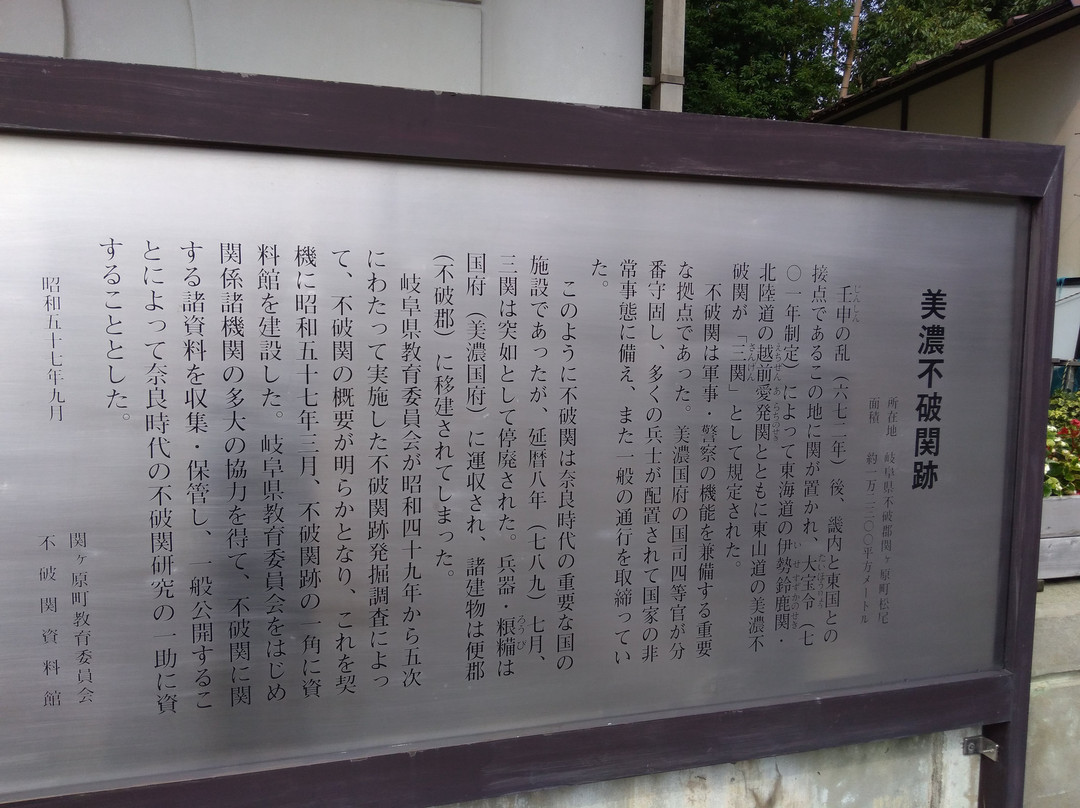 美濃不破関跡
所在地 岐阜県不破郡関ヶ原町松尾
面積 約一万二三〇〇平方メートル
壬申の乱（六七二年）後、畿内と東国との
接点であるこの地に関が置かれ、大宝令（七
〇一年制定）によって東海道の伊勢鈴鹿関・
北陸道の越前愛発関とともに東山道の美濃不
破関が「三関」として規定された。
不破関は軍事・警察の機能を兼備する重要
な拠点であった。美濃国府の国司四等官が分
番守固し、多くの兵士が配置されて国家の非
常事態に備え、また一般の通行を取締ってい
た。
このように不破関は奈良時代の重要な国の
施設であったが、延暦八年（七八九）七月、
三関は突如として停廃された。兵器・粮糒は
国府（美濃国府）に運収され、諸建物は便郡
（不破郡）に移建されてしまった。
岐阜県教育委員会が昭和四十九年から五次
にわたって実施した不破関跡発掘調査によっ
て、不破関の概要が明らかとなり、これを契
機に昭和五十七年三月、不破関跡の一角に資
料館を建設した。岐阜県教育委員会をはじめ
関係諸機関の多大の協力を得て、不破関に関
する諸資料を収集・保管し、一般公開するこ
とによって奈良時代の不破関研究の一助に資
することとした。
昭和五十七年九月
関ヶ原町教育委員会
不破関資料館